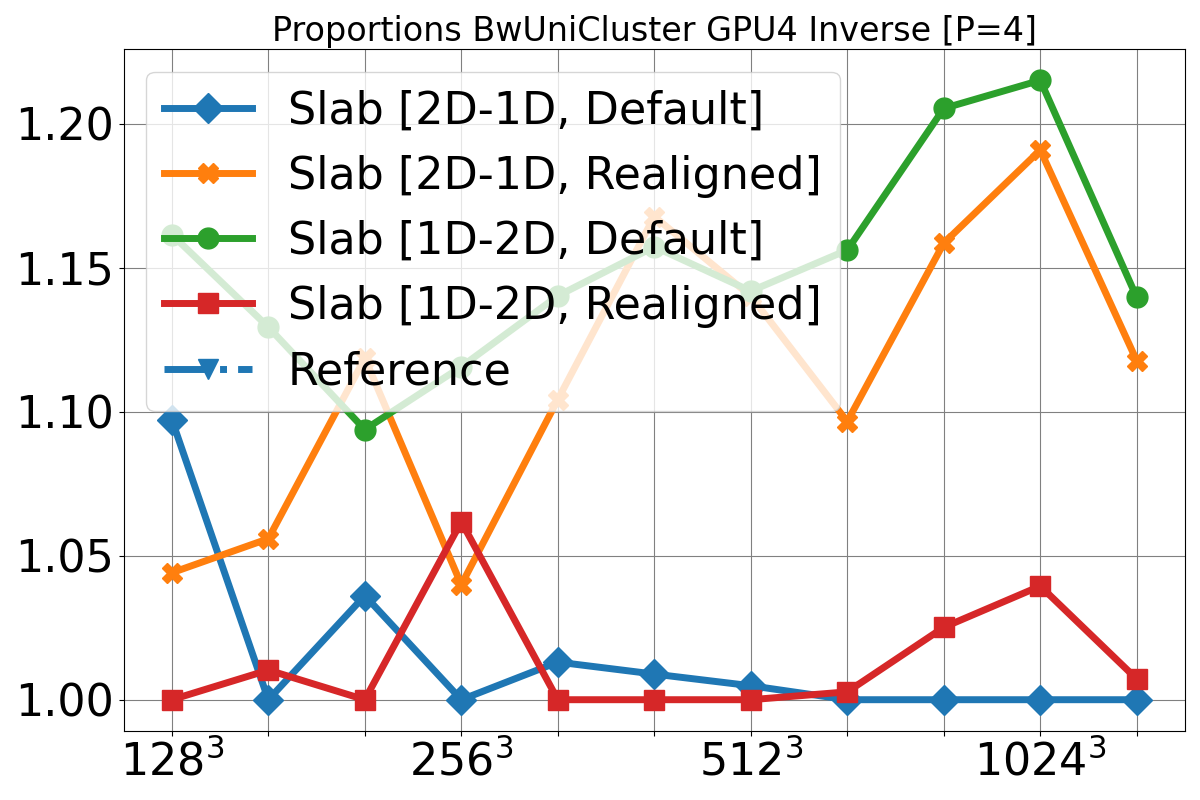 Proportions BwUniCluster GPU4 Inverse [P=4]
Slab [2D-1D, Default]
Slab [2D-1D, Realigned]
Slab [1D-2D, Default]
Slab [1D-2D, Realigned]
Reference
1.20
1.15
1.10
1.05
1.00
128³ 256³ 512³ 1024³